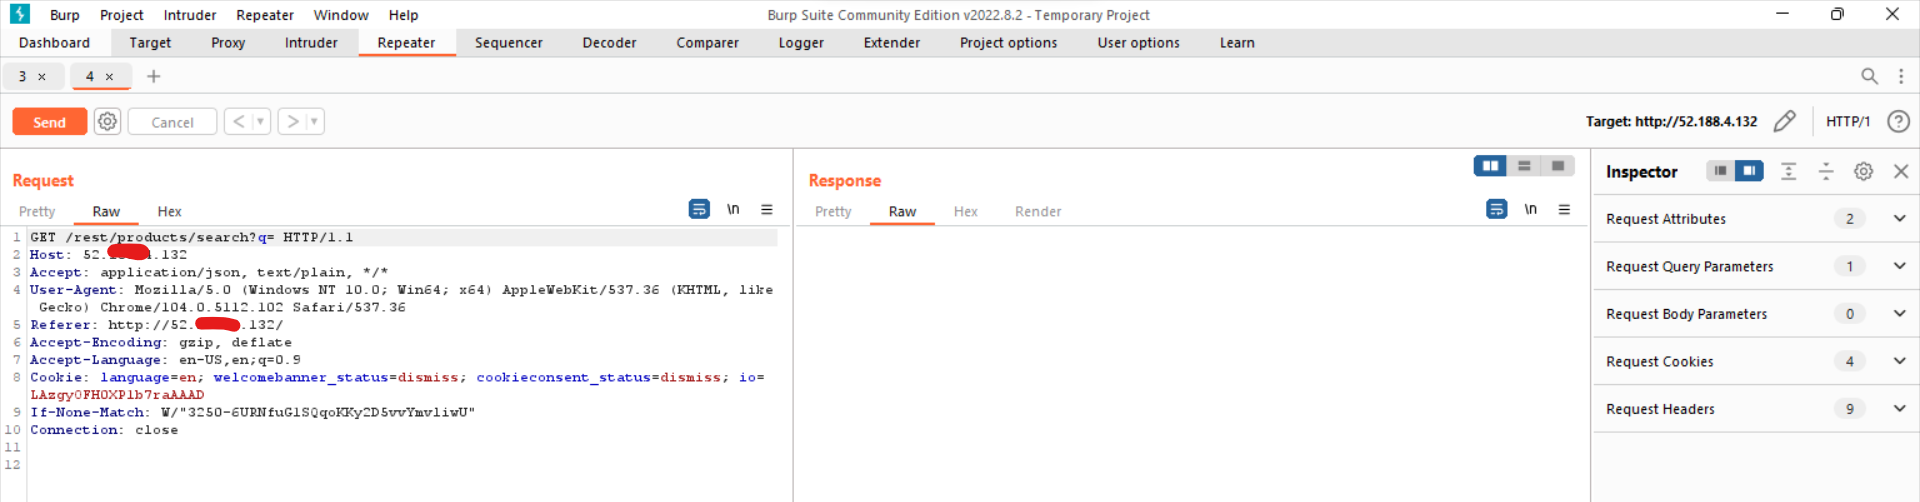 Burp Project Intruder Repeater Window Help Burp Suite Community Edition v2022.8.2 - Temporary Project
Dashboard Target Proxy Intruder Repeater Sequencer Decoder Comparer Logger Extender Project options User options Learn
3 × 4 × +
Send Cancel < > Target: http://52.188.4.132 HTTP/1 ?
Request
Pretty Raw Hex \n
1 GET /rest/products/search?q= HTTP/1.1
2 Host: 52. .132
3 Accept: application/json, text/plain, */*
4 User-Agent: Mozilla/5.0 (Windows NT 10.0; Win64; x64) AppleWebKit/537.36 (KHTML, like
Gecko) Chrome/104.0.5112.102 Safari/537.36
5 Referer: http://52. .132/
6 Accept-Encoding: gzip, deflate
7 Accept-Language: en-US,en;q=0.9
8 Cookie: language=en; welcomebanner_status=dismiss; cookieconsent_status=dismiss; io=
LAzgyOFHOXPlb7raAAAD
9 If-None-Match: W/"3250-6URNfuGlSQqoKKy2D5vvYmvliwU"
10 Connection: close
11
12
Response
Pretty Raw Hex Render \n
Inspector
Request Attributes 2
Request Query Parameters 1
Request Body Parameters 0
Request Cookies 4
Request Headers 9